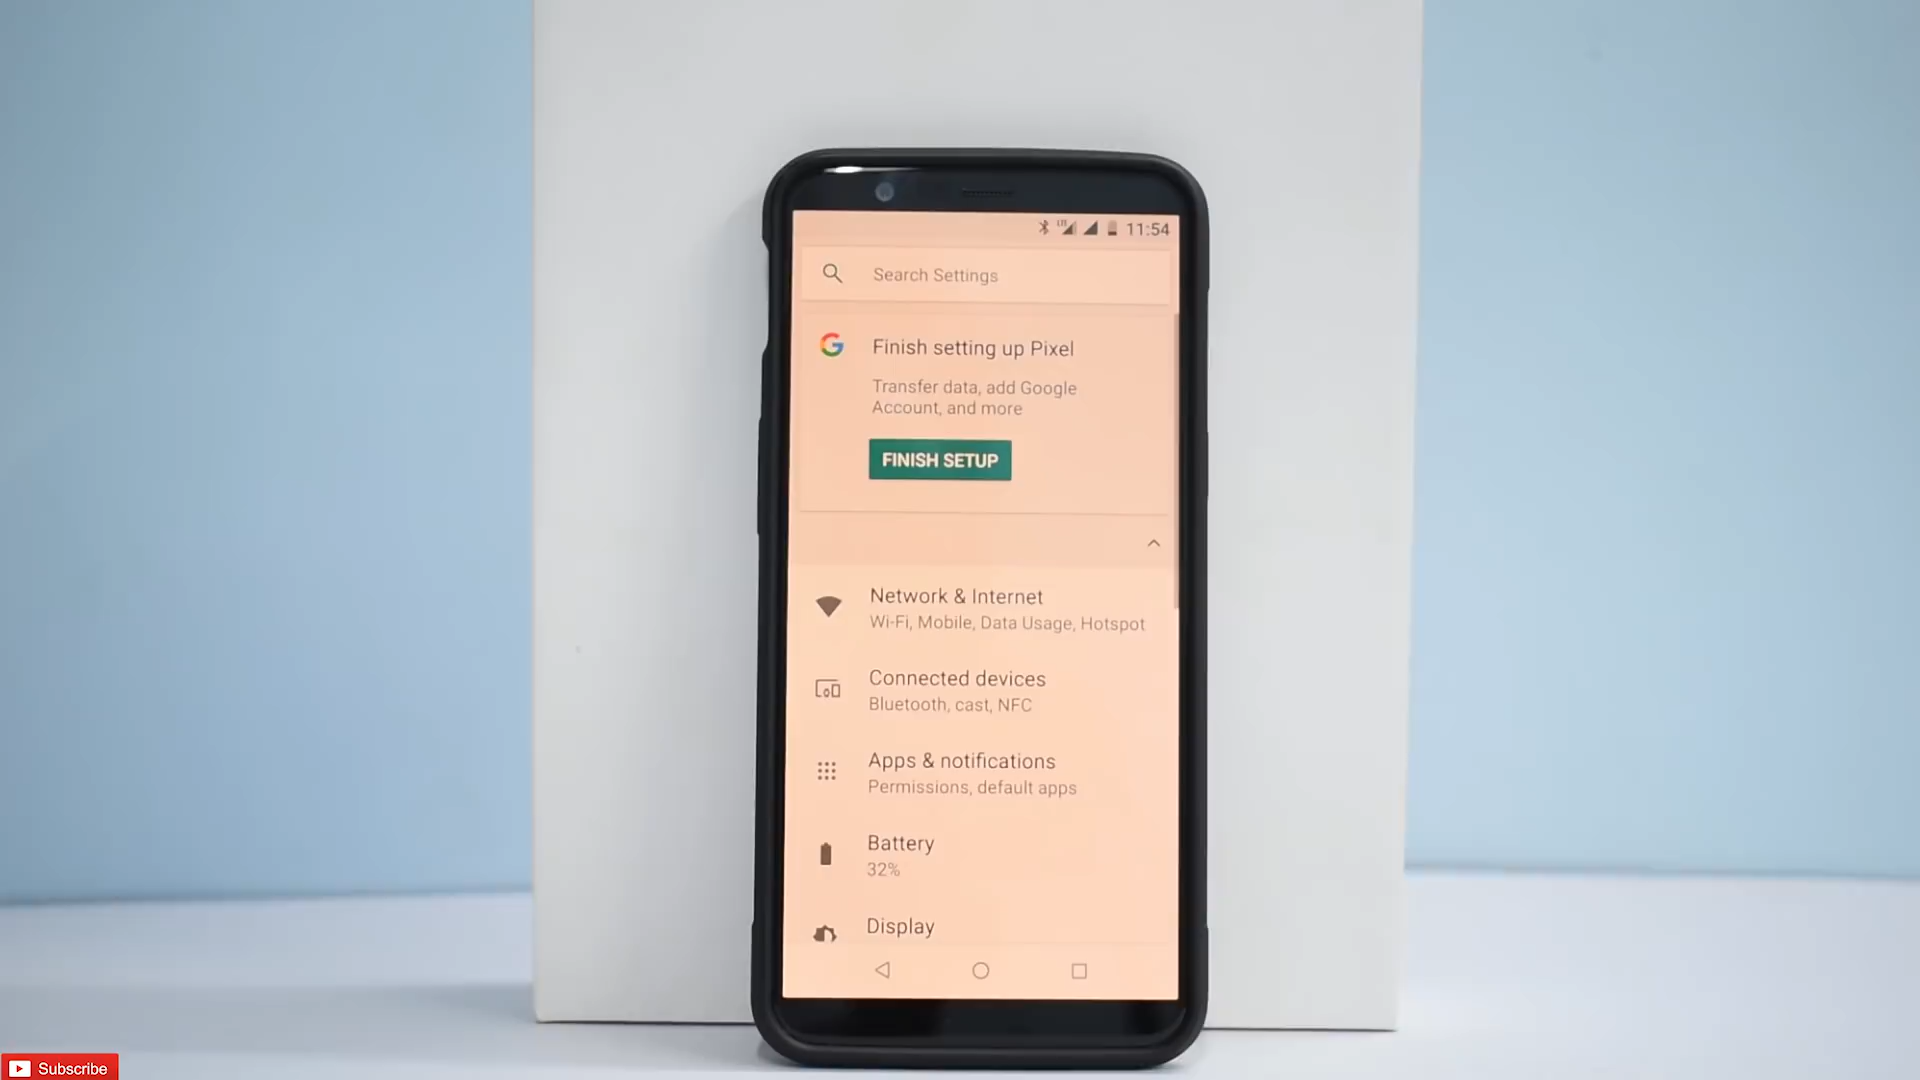 LTE
11:54
Search Settings
G
Finish setting up Pixel
Transfer data, add Google
Account, and more
FINISH SETUP
Network & Internet
Wi-Fi, Mobile, Data Usage, Hotspot
Connected devices
Bluetooth, cast, NFC
Apps & notifications
Permissions, default apps
Battery
32%
Display
Subscribe